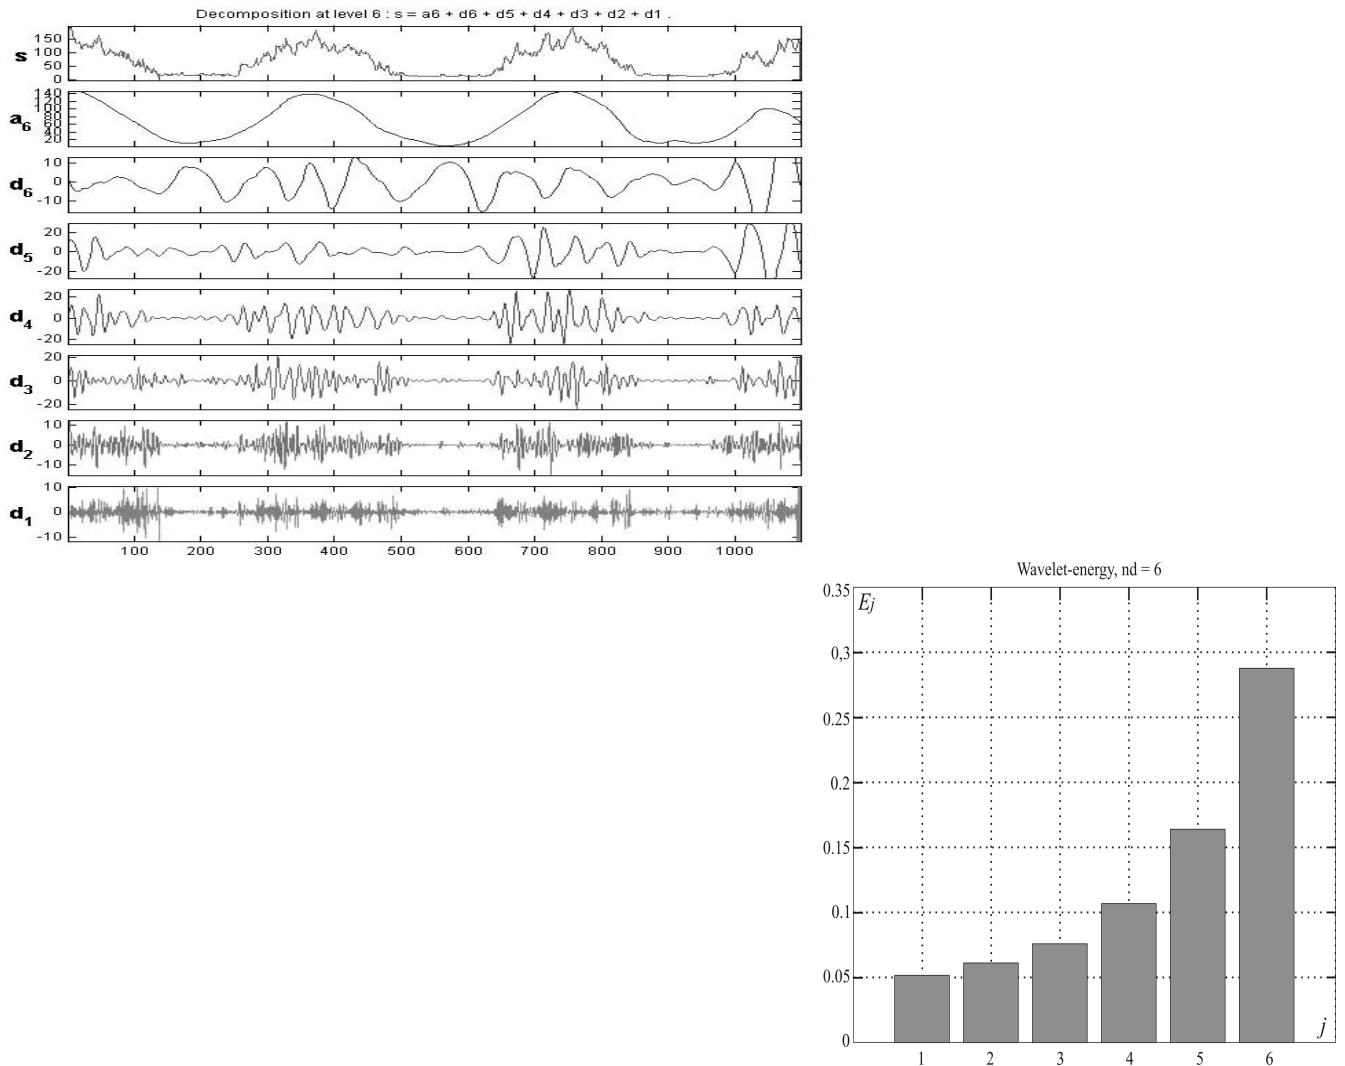 Decomposition at level 6 : s = a6 + d6 + d5 + d4 + d3 + d2 + d1 .
s
150
100
50
0
a6
140
120
100
80
60
40
20
d6
10
0
-10
d5
20
0
-20
d4
20
0
-20
d3
20
0
-20
d2
10
0
-10
d1
10
0
-10
100 200 300 400 500 600 700 800 900 1000
Wavelet-energy, nd = 6
Ej
0.35
0,3
0.25
0.2
0.15
0.1
0.05
0
j
1 2 3 4 5 6